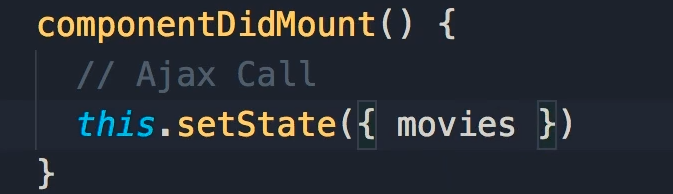 componentDidMount() {
// Ajax Call
this.setState({ movies })
}